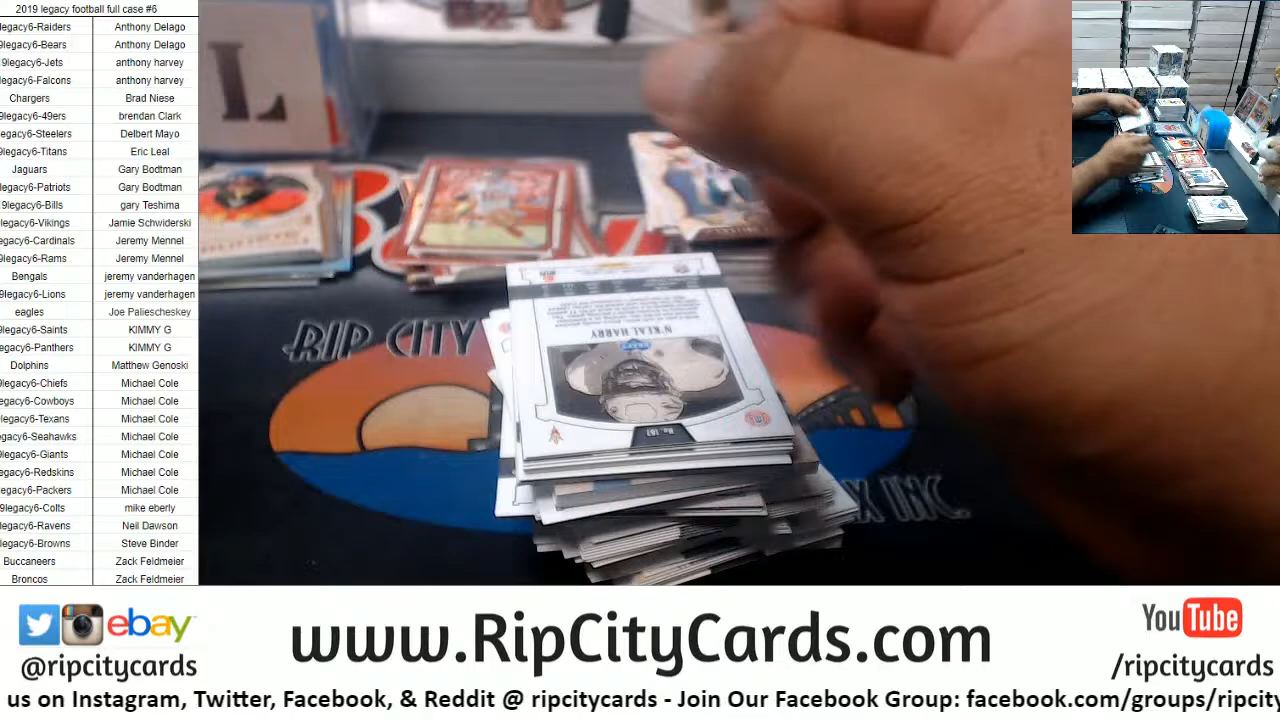 2019 legacy football full case #6
legacy6-Raiders Anthony Delago
9legacy6-Bears Anthony Delago
9legacy6-Jets anthony harvey
legacy6-Falcons anthony harvey
Chargers Brad Niese
9legacy6-49ers brendan Clark
legacy6-Steelers Delbert Mayo
9legacy6-Titans Eric Leal
Jaguars Gary Bodtman
legacy6-Patriots Gary Bodtman
9legacy6-Bills gary Teshima
9legacy6-Vikings Jamie Schwiderski
egacy6-Cardinals Jeremy Mennel
9legacy6-Rams Jeremy Mennel
Bengals jeremy vanderhagen
9legacy6-Lions jeremy vanderhagen
eagles Joe Paliescheskey
9legacy6-Saints KIMMY G
legacy6-Panthers KIMMY G
Dolphins Matthew Genoski
9legacy6-Chiefs Michael Cole
egacy6-Cowboys Michael Cole
legacy6-Texans Michael Cole
egacy6-Seahawks Michael Cole
9legacy6-Giants Michael Cole
egacy6-Redskins Michael Cole
egacy6-Packers Michael Cole
9legacy6-Colts mike eberly
legacy6-Ravens Neil Dawson
9legacy6-Browns Steve Binder
Buccaneers Zack Feldmeier
Broncos Zack Feldmeier
L
RIP CITY
X INC.
N'KEAL HARRY
DRAFT
No. 167
ebay
@ripcitycards
www.RipCityCards.com
YouTube
/ripcitycards
us on Instagram, Twitter, Facebook, & Reddit @ ripcitycards - Join Our Facebook Group: facebook.com/groups/ripcity